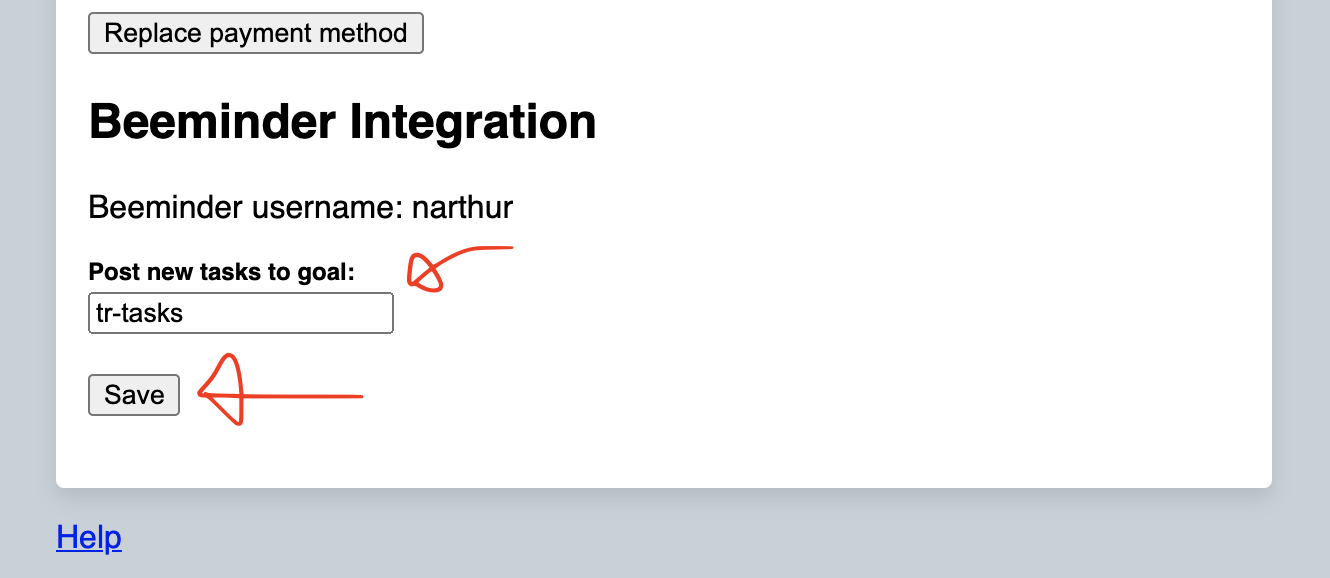 Replace payment method
Beeminder Integration
Beeminder username: narthur
Post new tasks to goal:
tr-tasks
Save
Help